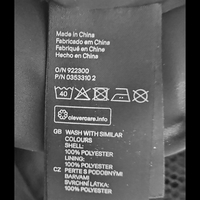 Made in China
Fabricado em China
Fabriqué en Chine
Hecho en China
O/N 922300
P/N 0353310 2
40
clevercare.info
GB WASH WITH SIMILAR
COLOURS
SHELL:
100% POLYESTER
LINING:
100% POLYESTER
CZ PERTE S PODOBNÝMI
BARVAMI
SVRCHNÍ LÁTKA:
100% POLYESTER